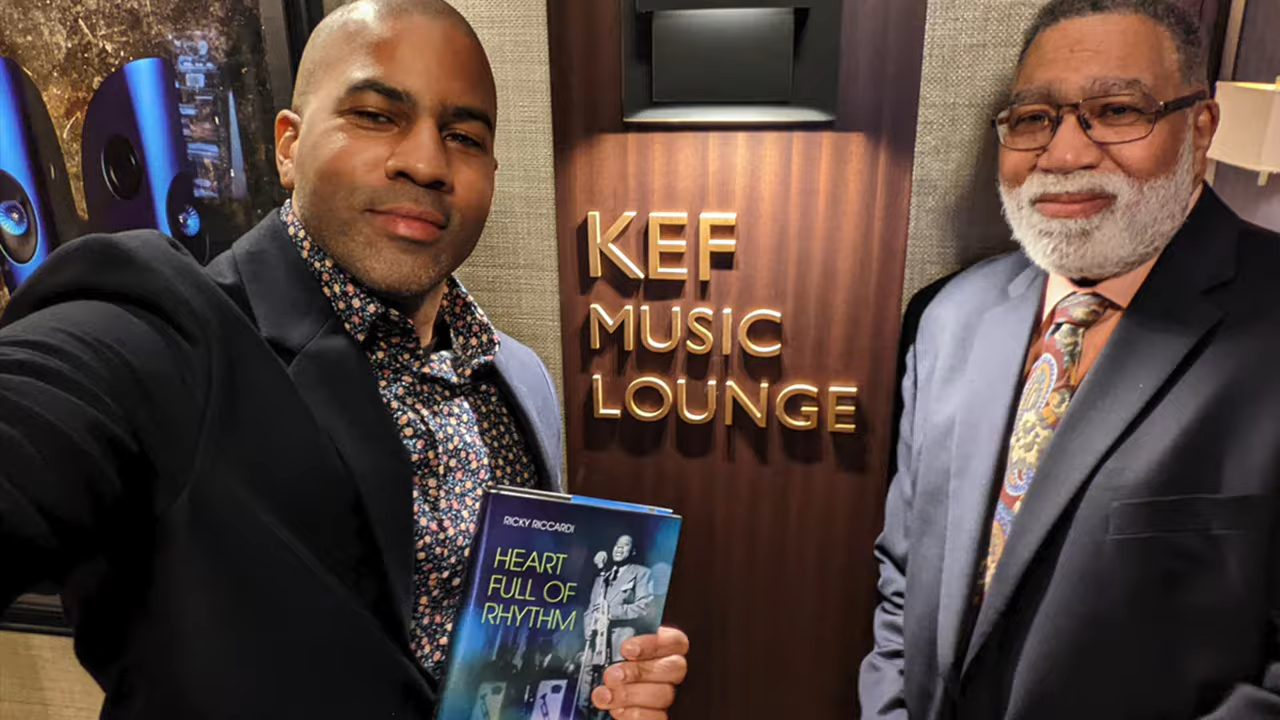 KEF
MUSIC
LOUNGE
RICKY RICCARDI
HEART
FULL OF
RHYTHM